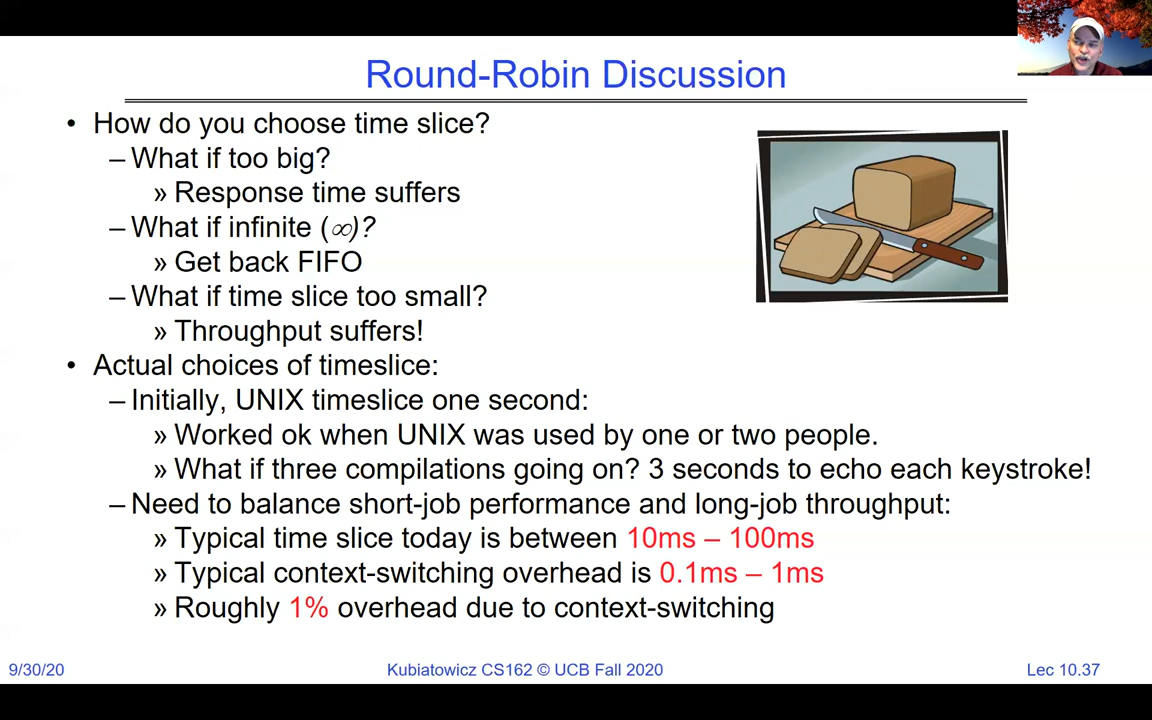 Round-Robin Discussion
• How do you choose time slice?
– What if too big?
» Response time suffers
– What if infinite (∞)?
» Get back FIFO
– What if time slice too small?
» Throughput suffers!
• Actual choices of timeslice:
– Initially, UNIX timeslice one second:
» Worked ok when UNIX was used by one or two people.
» What if three compilations going on? 3 seconds to echo each keystroke!
– Need to balance short-job performance and long-job throughput:
» Typical time slice today is between 10ms – 100ms
» Typical context-switching overhead is 0.1ms – 1ms
» Roughly 1% overhead due to context-switching
9/30/20
Kubiatowicz CS162 © UCB Fall 2020
Lec 10.37